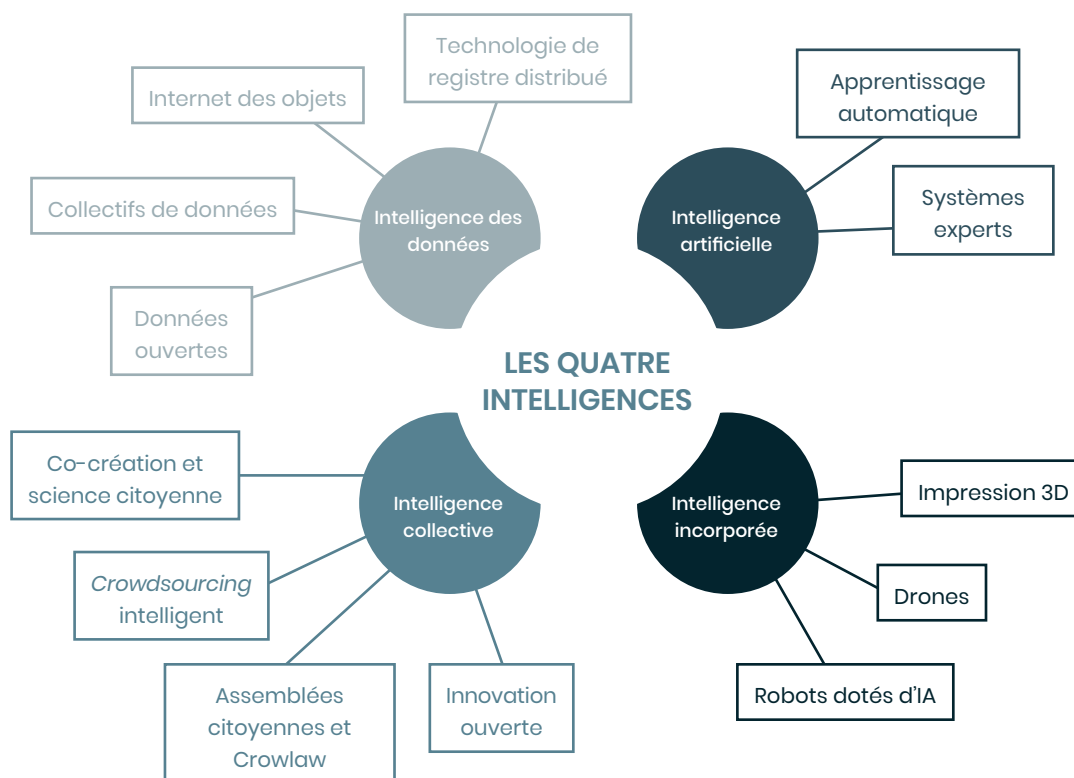 Technologie de
registre distribué
Internet des objets
Collectifs de données
Données
ouvertes
Intelligence des
données
Apprentissage
automatique
Systèmes
experts
Intelligence
artificielle
LES QUATRE
INTELLIGENCES
Co-création et
science citoyenne
Crowdsourcing
intelligent
Assemblées
citoyennes et
Crowlaw
Innovation
ouverte
Intelligence
collective
Intelligence
incorporée
Impression 3D
Drones
Robots dotés d’IA